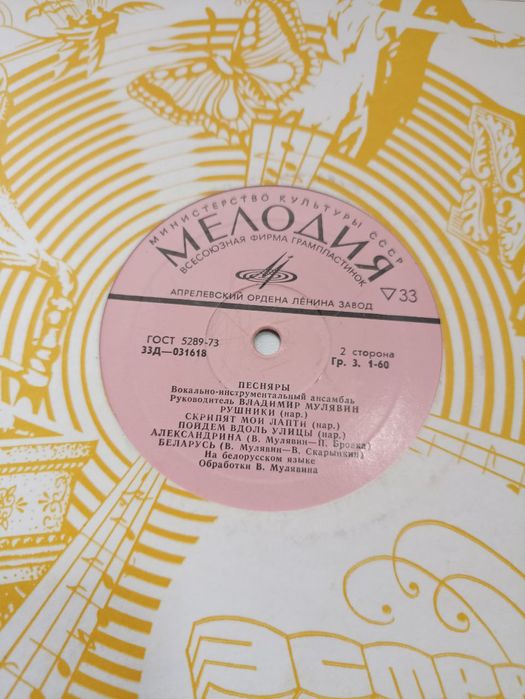 МИНИСТЕРСТВО КУЛЬТУРЫ СССР
МЕЛОДИЯ
ВСЕСОЮЗНАЯ ФИРМА ГРАМПЛАСТИНОК
АПРЕЛЕВСКИЙ ОРДЕНА ЛЕНИНА ЗАВОД
▽33
ГОСТ 5289-73
33Д—031618
2 сторона
Гр. 3. 1-60
ПЕСНЯРЫ
Вокально-инструментальный ансамбль
Руководитель ВЛАДИМИР МУЛЯВИН
РУШНИКИ (нар.)
СКРИПЯТ МОИ ЛАПТИ (нар.)
ПОЙДЕМ ВДОЛЬ УЛИЦЫ (нар.)
АЛЕКСАНДРИНА (В. Мулявин—П. Бровка)
БЕЛАРУСЬ (В. Мулявин—В. Скарынкин)
На белорусском языке
Обработки В. Мулявина